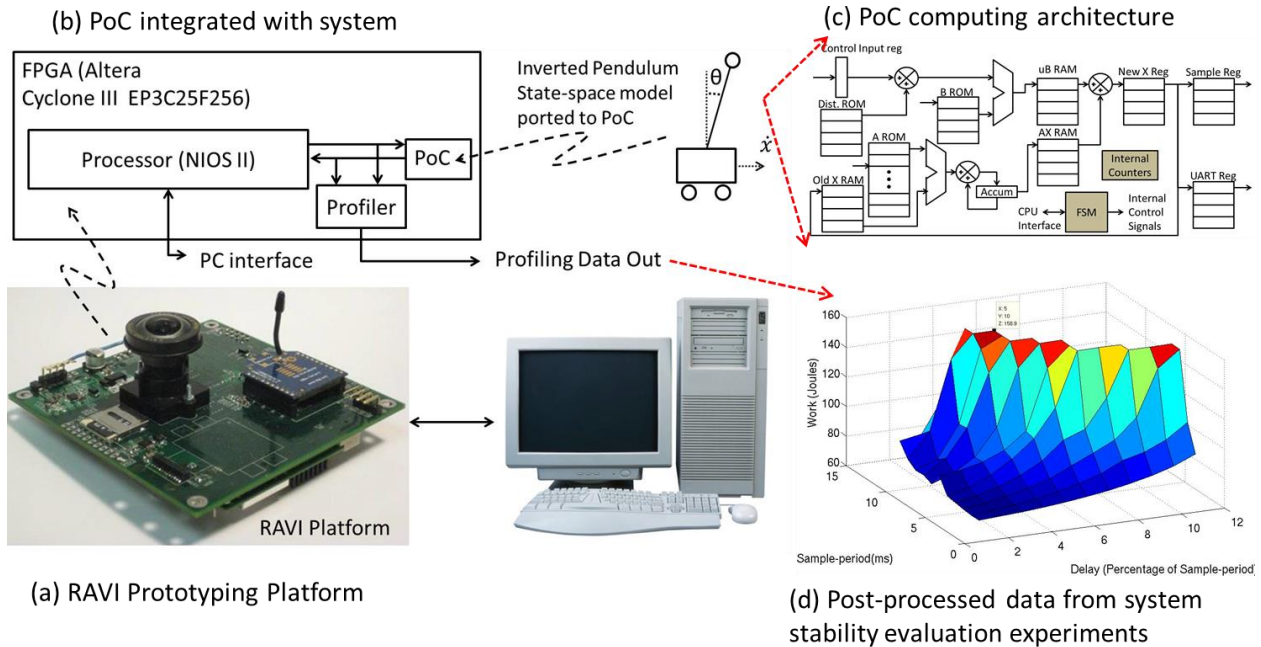 (b) PoC integrated with system
FPGA (Altera
Cyclone III EP3C25F256)
Processor (NIOS II)
PoC
Profiler
PC interface
Profiling Data Out
Inverted Pendulum
State-space model
ported to PoC
θ
ẋ
(c) PoC computing architecture
Control Input reg
Dist. ROM
B ROM
uB RAM
New X Reg
Sample Reg
A ROM
AX RAM
Old X RAM
Accum
Internal
Counters
UART Reg
CPU
Interface
FSM
Internal
Control
Signals
RAVI Platform
(a) RAVI Prototyping Platform
X: 5
Y: 10
Z: 158.9
160
140
120
100
80
60
Work (Joules)
15
10
5
0
Sample-period(ms)
0
2
4
6
8
10
12
Delay (Percentage of Sample-period)
(d) Post-processed data from system
stability evaluation experiments